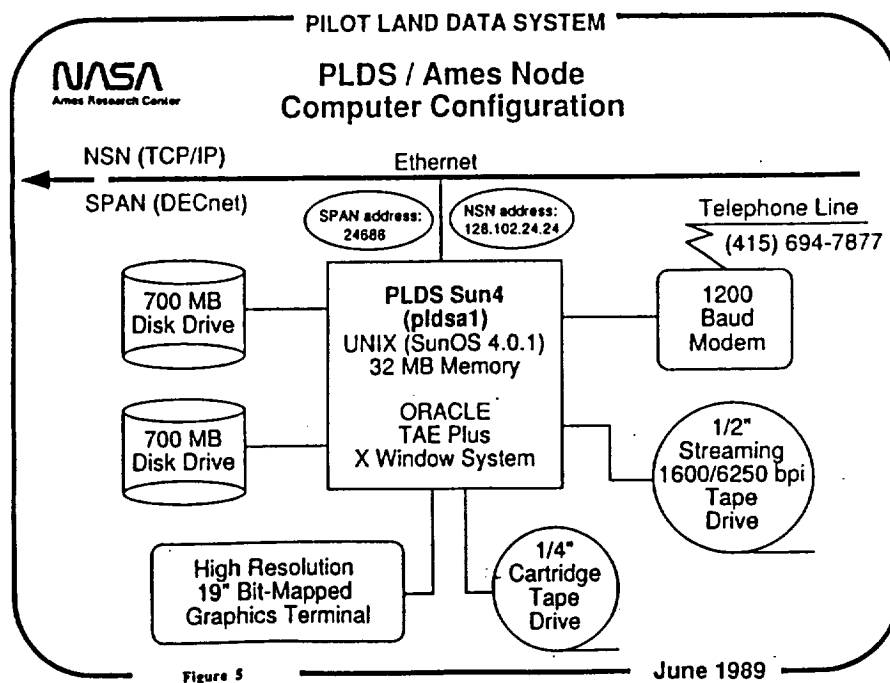 PILOT LAND DATA SYSTEM
NASA
Ames Research Center
PLDS / Ames Node
Computer Configuration
NSN (TCP/IP)
Ethernet
SPAN (DECnet)
SPAN address:
24686
NSN address:
128.102.24.24
Telephone Line
(415) 694-7877
700 MB
Disk Drive
PLDS Sun4
(pldsa1)
UNIX (SunOS 4.0.1)
32 MB Memory
ORACLE
TAE Plus
X Window System
1200
Baud
Modem
700 MB
Disk Drive
1/2"
Streaming
1600/6250 bpi
Tape
Drive
High Resolution
19" Bit-Mapped
Graphics Terminal
1/4"
Cartridge
Tape
Drive
Figure 5
June 1989